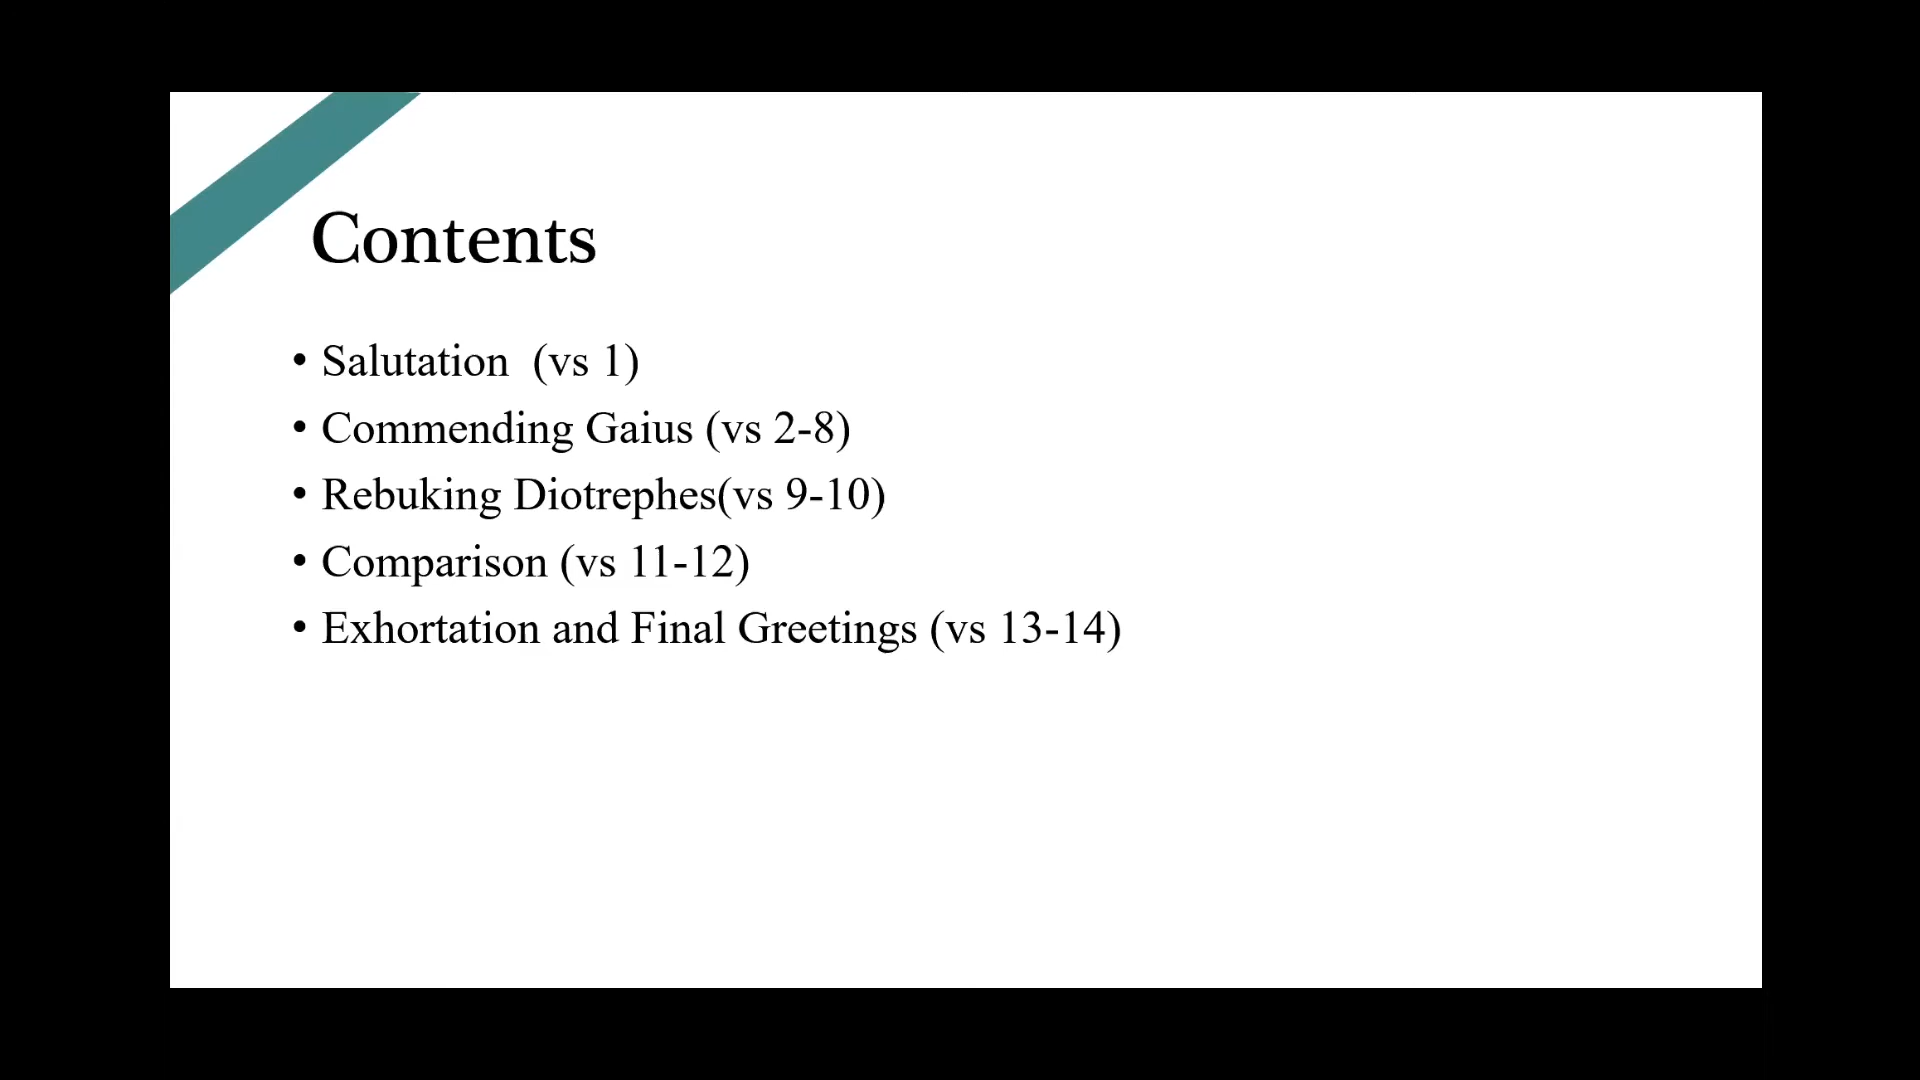 Contents
• Salutation  (vs 1)
• Commending Gaius (vs 2-8)
• Rebuking Diotrephes(vs 9-10)
• Comparison (vs 11-12)
• Exhortation and Final Greetings (vs 13-14)